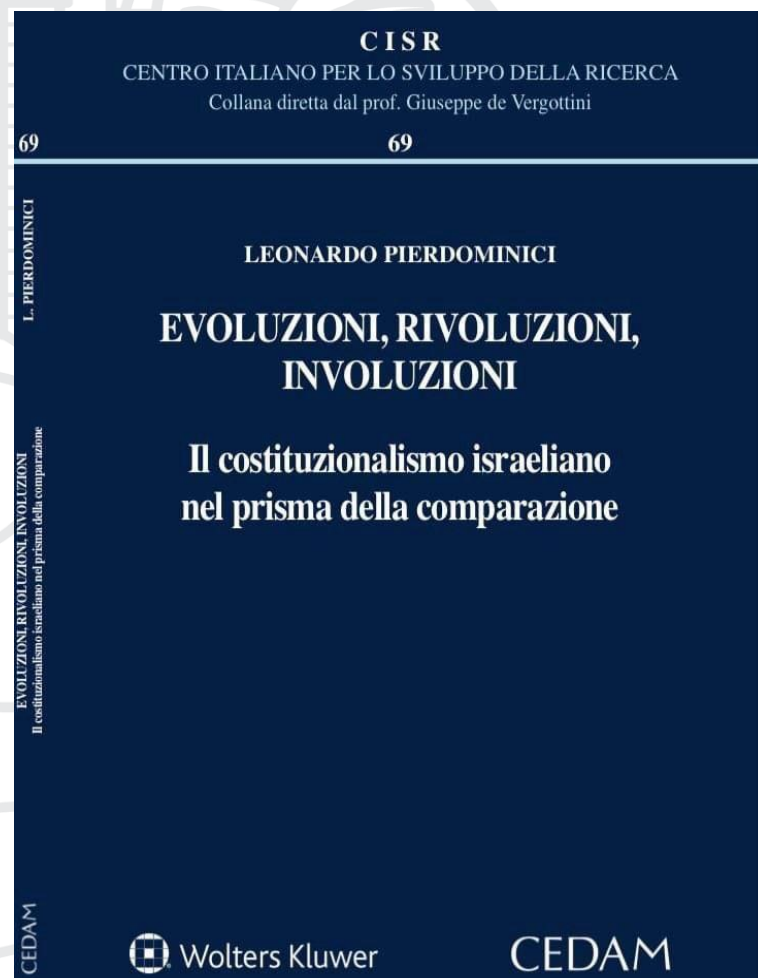 CISR
CENTRO ITALIANO PER LO SVILUPPO DELLA RICERCA
Collana diretta dal prof. Giuseppe de Vergottini
69
69
L. PIERDOMINICI
EVOLUZIONI, RIVOLUZIONI, INVOLUZIONI
Il costituzionalismo israeliano nel prisma della comparazione
CEDAM
LEONARDO PIERDOMINICI
EVOLUZIONI, RIVOLUZIONI,
INVOLUZIONI
Il costituzionalismo israeliano
nel prisma della comparazione
Wolters Kluwer
CEDAM